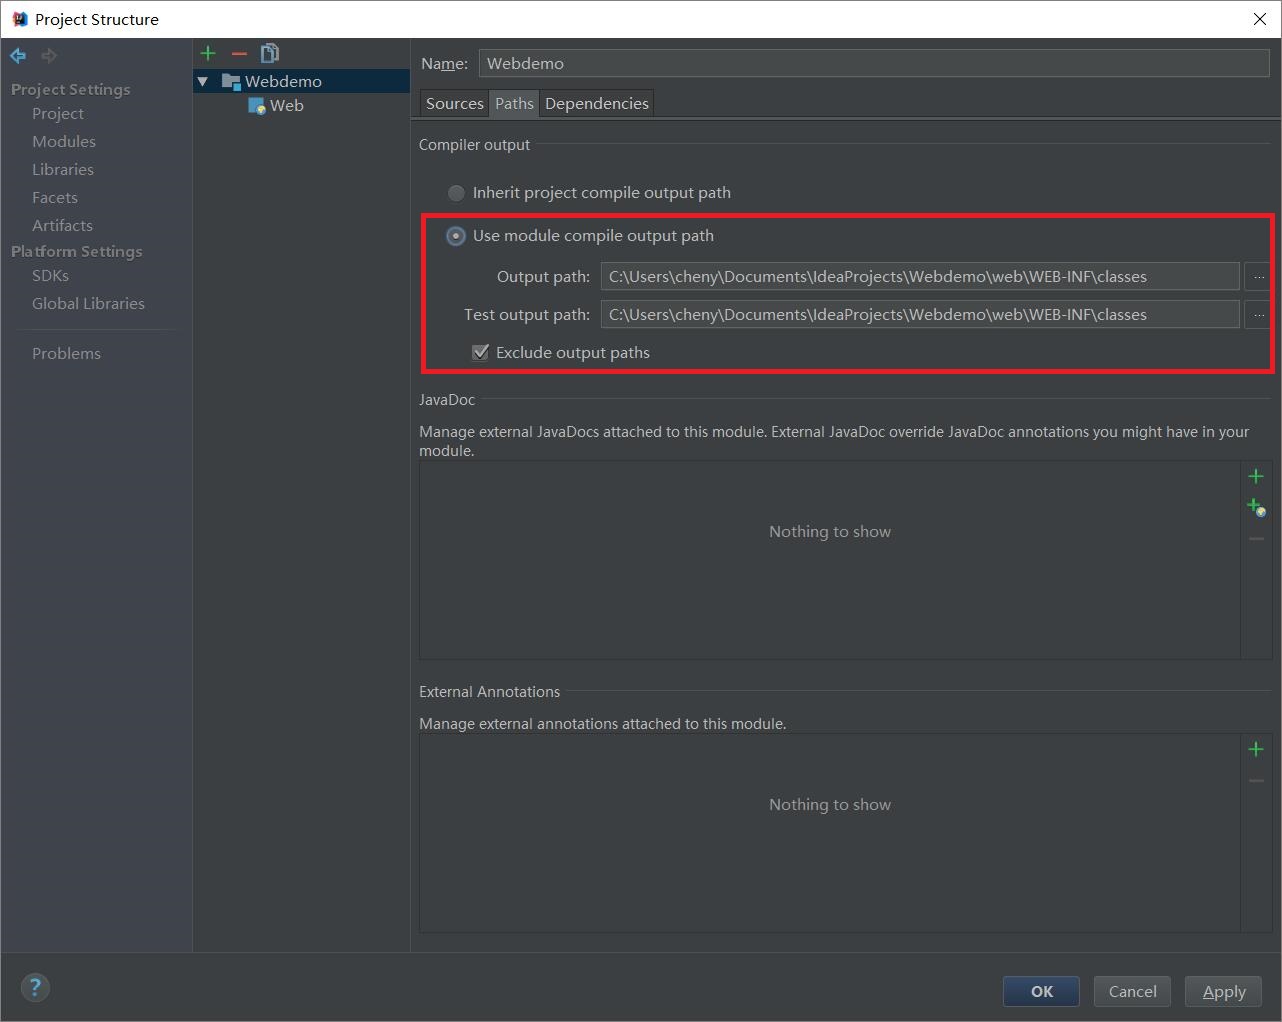 Project Structure
Project Settings
Project
Modules
Libraries
Facets
Artifacts
Platform Settings
SDKs
Global Libraries
Problems
Webdemo
Web
Name: Webdemo
Sources Paths Dependencies
Compiler output
Inherit project compile output path
Use module compile output path
Output path: C:\Users\cheny\Documents\IdeaProjects\Webdemo\web\WEB-INF\classes ...
Test output path: C:\Users\cheny\Documents\IdeaProjects\Webdemo\web\WEB-INF\classes ...
Exclude output paths
JavaDoc
Manage external JavaDocs attached to this module. External JavaDoc override JavaDoc annotations you might have in your
module.
Nothing to show
External Annotations
Manage external annotations attached to this module.
Nothing to show
?
OK Cancel Apply